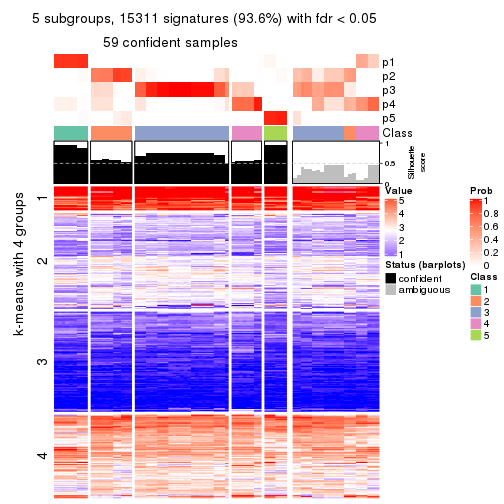 5 subgroups, 15311 signatures (93.6%) with fdr < 0.05
59 confident samples
p1
p2
p3
p4
p5
Class
1
0.5
0
Silhouette
score
k-means with 4 groups
1
2
3
4
Value
5
4
3
2
1
Status (barplots)
confident
ambiguous
Prob
1
0.8
0.6
0.4
0.2
0
Class
1
2
3
4
5